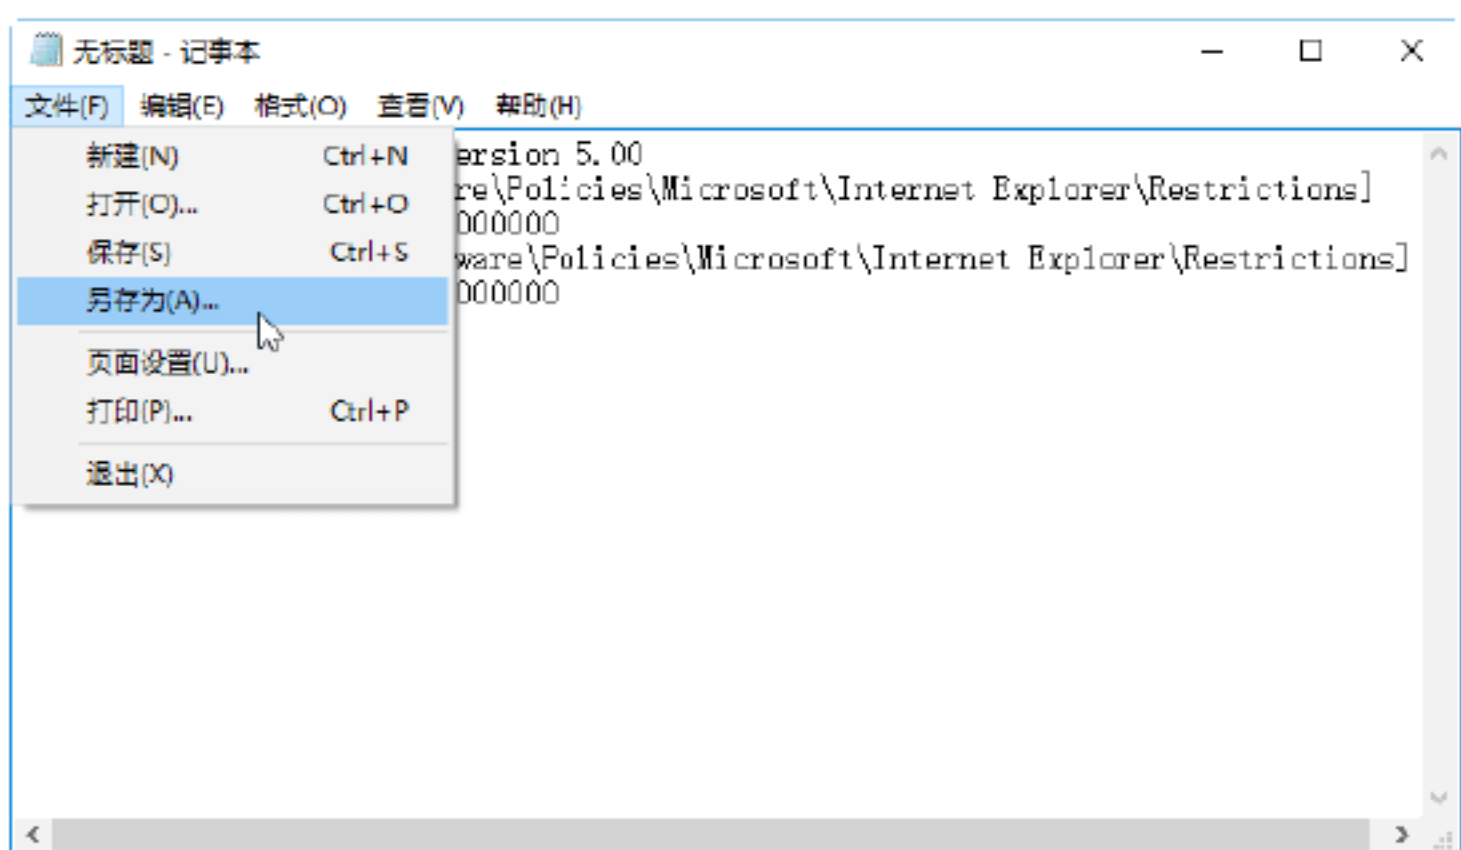 无标题 - 记事本
文件(F) 编辑(E) 格式(O) 查看(V) 帮助(H)
新建(N) Ctrl+N
打开(O)... Ctrl+O
保存(S) Ctrl+S
另存为(A)...
页面设置(U)...
打印(P)... Ctrl+P
退出(X)
ersion 5.00
re\Policies\Microsoft\Internet Explorer\Restrictions]
000000
ware\Policies\Microsoft\Internet Explorer\Restrictions]
000000